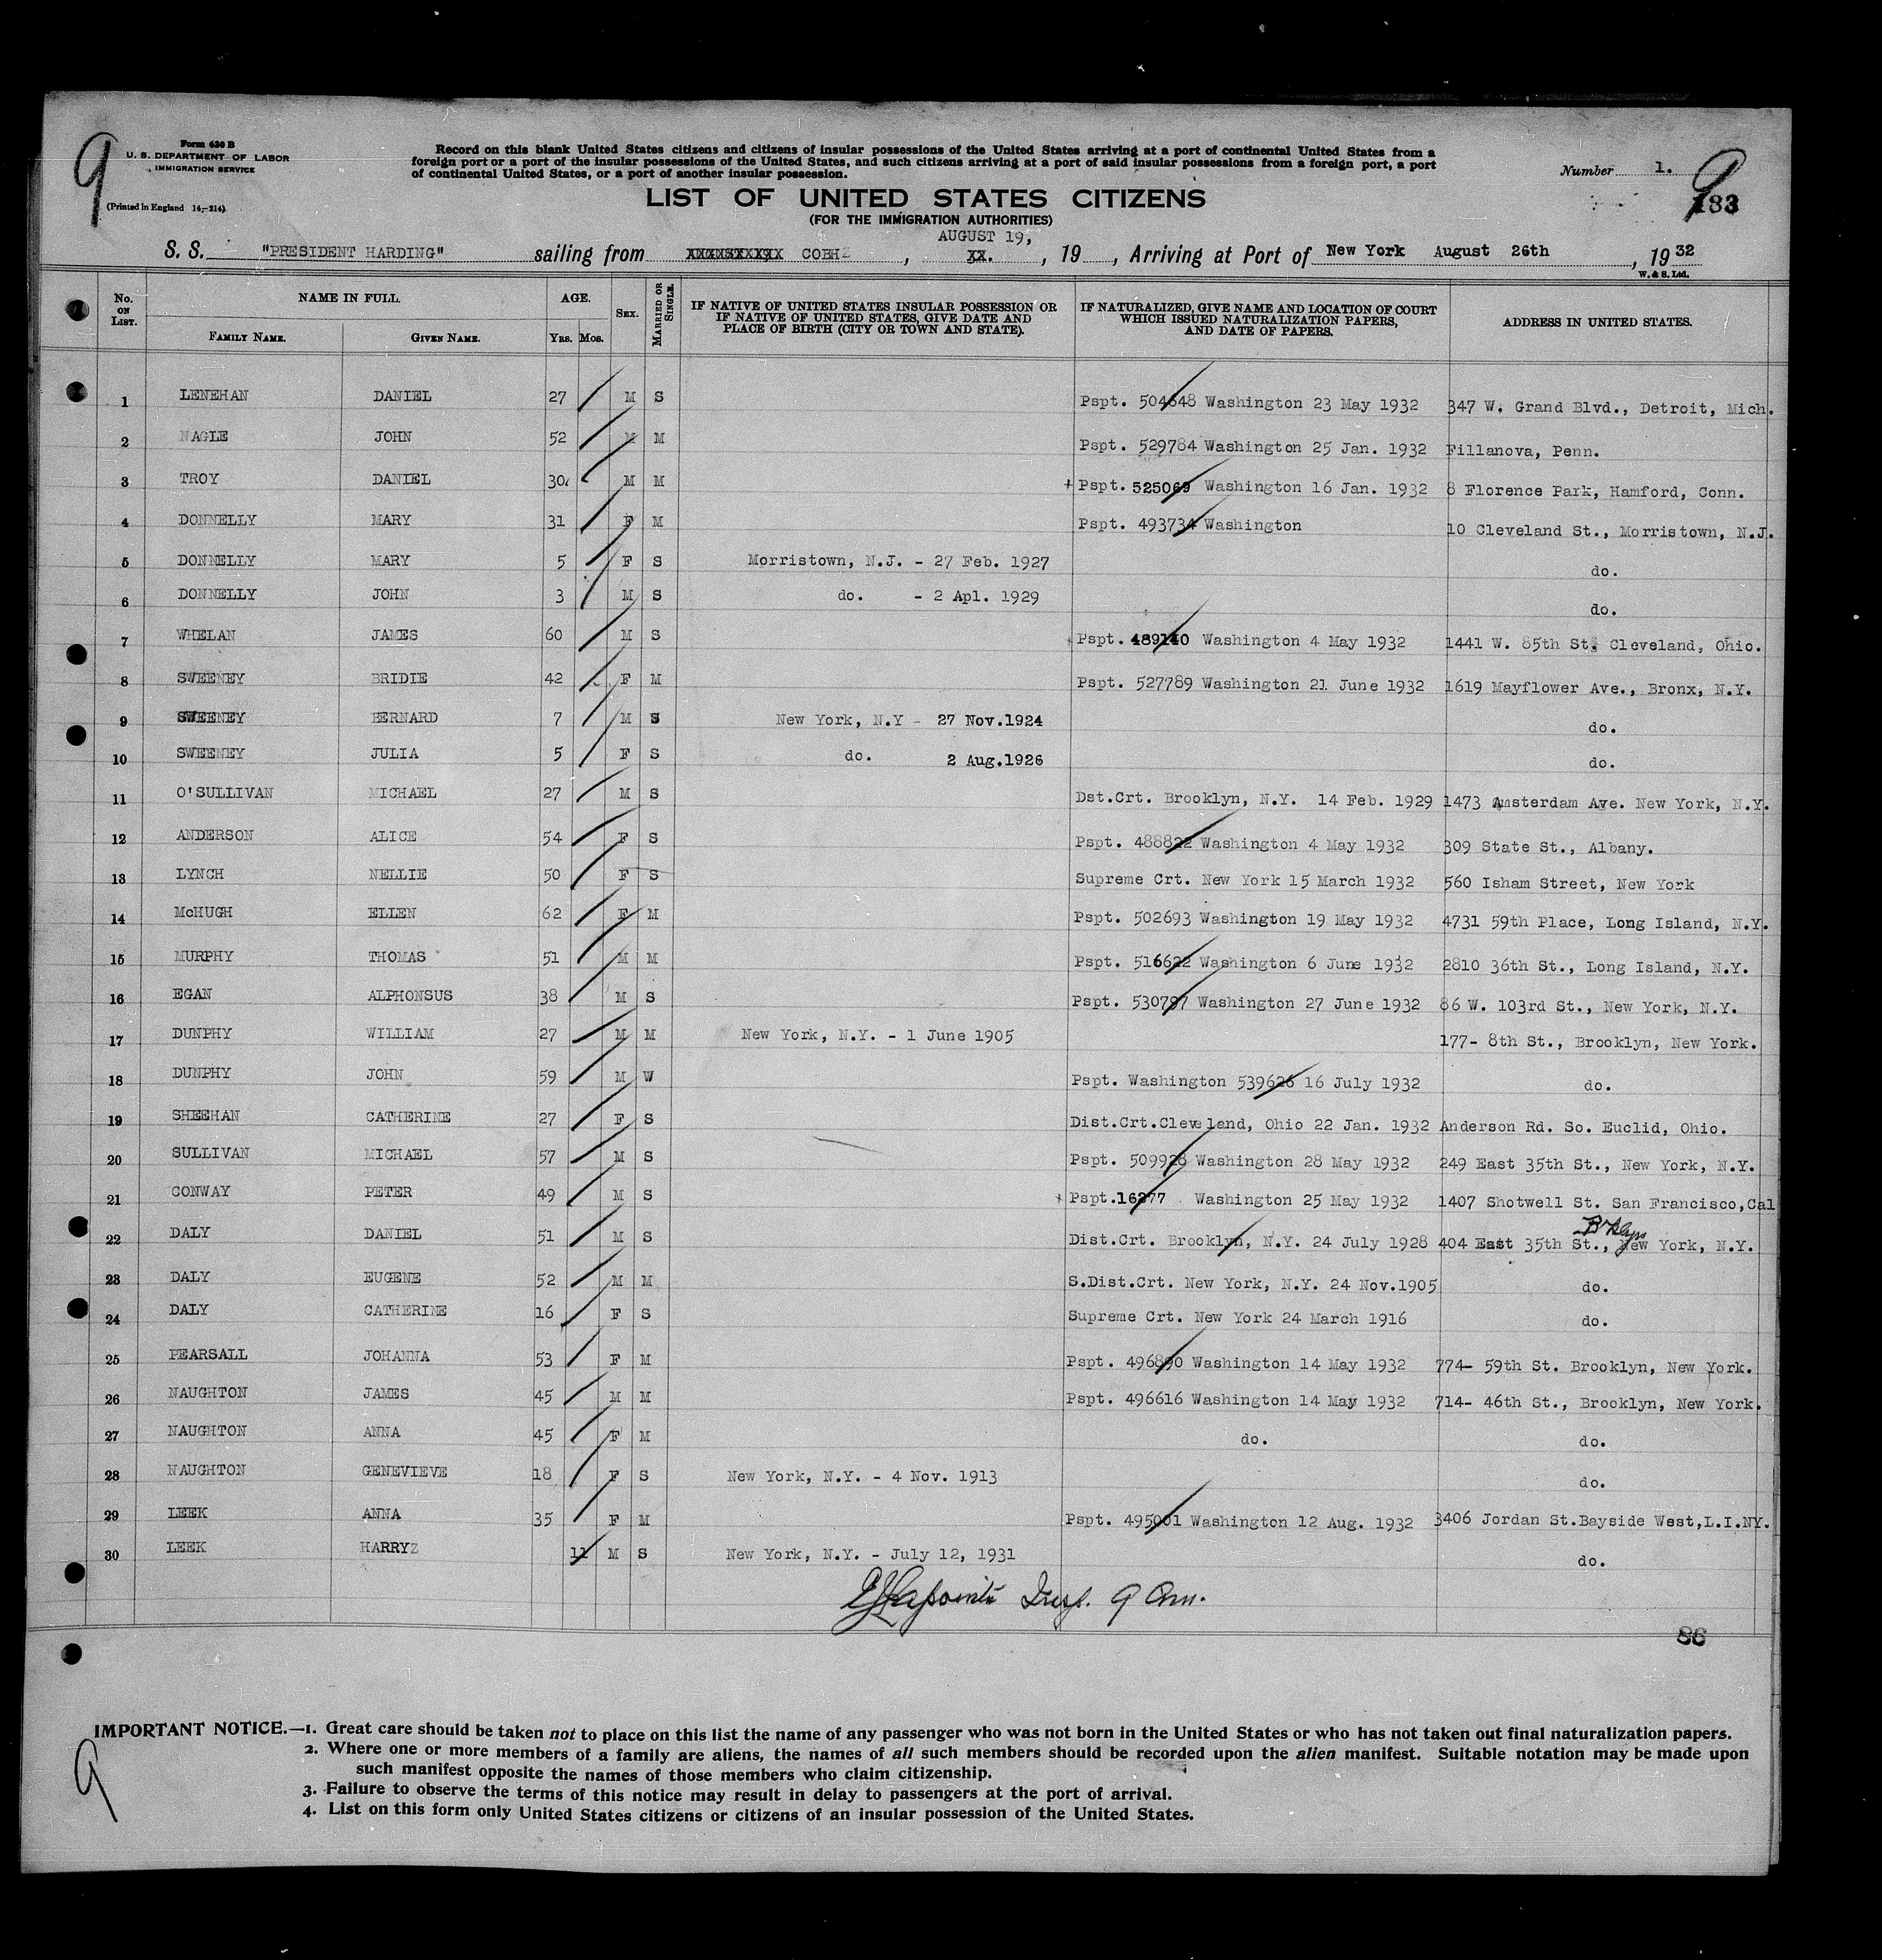 9
Form 630 B
U. S. DEPARTMENT OF LABOR
IMMIGRATION SERVICE
(Printed in England 14,-214)
Record on this blank United States citizens and citizens of insular possessions of the United States arriving at a port of continental United States from a
foreign port or a port of the insular possessions of the United States, and such citizens arriving at a port of said insular possessions from a foreign port, a port
of continental United States, or a port of another insular possession.
Number 1.
9
183
LIST OF UNITED STATES CITIZENS
(FOR THE IMMIGRATION AUTHORITIES)
AUGUST 19,
S. S. "PRESIDENT HARDING" sailing from COBH , XX. , 19 , Arriving at Port of New York August 26th , 19 32
W. & S. Ltd.
No. ON LIST. NAME IN FULL. AGE. SEX. MARRIED OR SINGLE. IF NATIVE OF UNITED STATES INSULAR POSSESSION OR IF NATIVE OF UNITED STATES, GIVE DATE AND PLACE OF BIRTH (CITY OR TOWN AND STATE). IF NATURALIZED, GIVE NAME AND LOCATION OF COURT WHICH ISSUED NATURALIZATION PAPERS, AND DATE OF PAPERS. ADDRESS IN UNITED STATES.
FAMILY NAME. GIVEN NAME. YRS. MOS.
1 LENEHAN DANIEL 27 M S Pspt. 504648 Washington 23 May 1932 347 W. Grand Blvd., Detroit, Mich.
2 NAGLE JOHN 52 M M Pspt. 529784 Washington 25 Jan. 1932 Fillanova, Penn.
3 TROY DANIEL 30 M M Pspt. 525069 Washington 16 Jan. 1932 8 Florence Park, Hamford, Conn.
4 DONNELLY MARY 31 F M Pspt. 493734 Washington 10 Cleveland St., Morristown, N.J.
5 DONNELLY MARY 5 F S Morristown, N.J. - 27 Feb. 1927 do.
6 DONNELLY JOHN 3 M S do. - 2 Apl. 1929 do.
7 WHELAN JAMES 60 M S Pspt. 489140 Washington 4 May 1932 1441 W. 85th St. Cleveland, Ohio.
8 SWEENEY BRIDIE 42 F M Pspt. 527789 Washington 21 June 1932 1619 Mayflower Ave., Bronx, N.Y.
9 SWEENEY BERNARD 7 M S New York, N.Y - 27 Nov.1924 do.
10 SWEENEY JULIA 5 F S do. 2 Aug.1926 do.
11 O'SULLIVAN MICHAEL 27 M S Dst.Crt. Brooklyn, N.Y. 14 Feb. 1929 1473 Amsterdam Ave. New York, N.Y.
12 ANDERSON ALICE 54 F S Pspt. 488822 Washington 4 May 1932 309 State St., Albany.
13 LYNCH NELLIE 50 F S Supreme Crt. New York 15 March 1932 560 Isham Street, New York
14 McHUGH ELLEN 62 F M Pspt. 502693 Washington 19 May 1932 4731 59th Place, Long Island, N.Y.
15 MURPHY THOMAS 51 M M Pspt. 516622 Washington 6 June 1932 2810 36th St., Long Island, N.Y.
16 EGAN ALPHONSUS 38 M S Pspt. 530797 Washington 27 June 1932 86 W. 103rd St., New York, N.Y.
17 DUNPHY WILLIAM 27 M M New York, N.Y. - 1 June 1905 177- 8th St., Brooklyn, New York.
18 DUNPHY JOHN 59 M W Pspt. Washington 539626 16 July 1932 do.
19 SHEEHAN CATHERINE 27 F S Dist.Crt.Cleveland, Ohio 22 Jan. 1932 Anderson Rd. So. Euclid, Ohio.
20 SULLIVAN MICHAEL 57 M S Pspt. 509928 Washington 28 May 1932 249 East 35th St., New York, N.Y.
21 CONWAY PETER 49 M S Pspt.16277 Washington 25 May 1932 1407 Shotwell St. San Francisco,Cal
B'klyn
22 DALY DANIEL 51 M S Dist.Crt. Brooklyn, N.Y. 24 July 1928 404 East 35th St., New York, N.Y.
23 DALY EUGENE 52 M M S.Dist.Crt. New York, N.Y. 24 Nov.1905 do.
24 DALY CATHERINE 16 F S Supreme Crt. New York 24 March 1916 do.
25 PEARSALL JOHANNA 53 F M Pspt. 496890 Washington 14 May 1932 774- 59th St. Brooklyn, New York.
26 NAUGHTON JAMES 45 M M Pspt. 496616 Washington 14 May 1932 714- 46th St., Brooklyn, New York.
27 NAUGHTON ANNA 45 F M do. do.
28 NAUGHTON GENEVIEVE 18 F S New York, N.Y. - 4 Nov. 1913 do.
29 LEEK ANNA 35 F M Pspt. 495001 Washington 12 Aug. 1932 3406 Jordan St.Bayside West,L.I.NY.
30 LEEK HARRY 11 M S New York, N.Y. - July 12, 1931 do.
Insp. 9 Am.
86
IMPORTANT NOTICE.—1. Great care should be taken not to place on this list the name of any passenger who was not born in the United States or who has not taken out final naturalization papers.
2. Where one or more members of a family are aliens, the names of all such members should be recorded upon the alien manifest. Suitable notation may be made upon
such manifest opposite the names of those members who claim citizenship.
3. Failure to observe the terms of this notice may result in delay to passengers at the port of arrival.
4. List on this form only United States citizens or citizens of an insular possession of the United States.
9